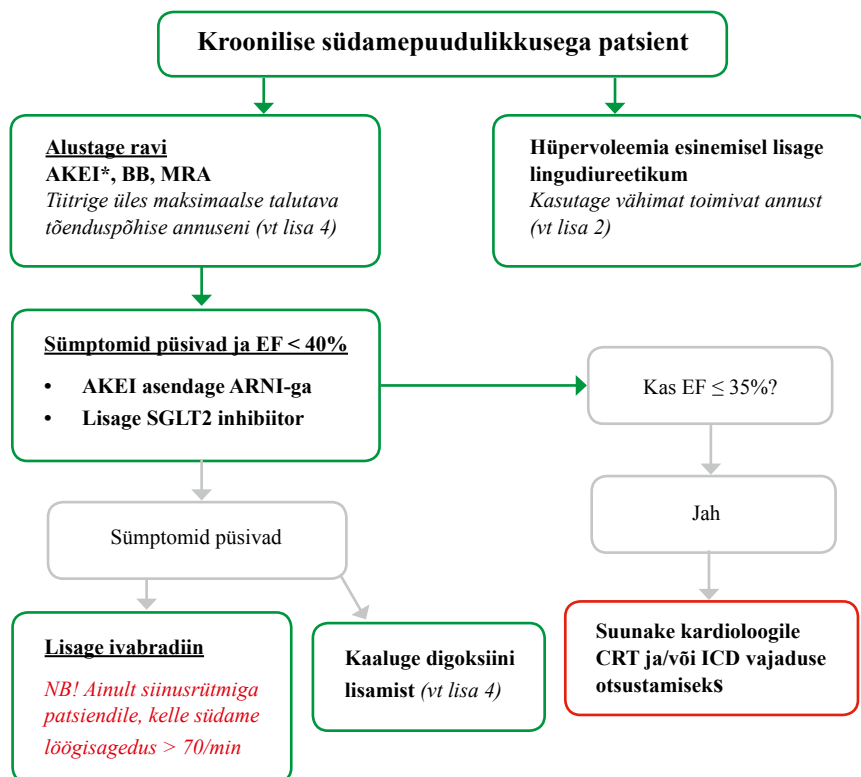 Kroonilise südamepuudulikkusega patsient
Alustage ravi
AKEI*, BB, MRA
Tiitrige üles maksimaalse talutava
tõenduspõhise annuseni (vt lisa 4)
Hüpervoleemia esinemisel lisage
lingudiureetikum
Kasutage vähimat toimivat annust
(vt lisa 2)
Sümptomid püsivad ja EF < 40%
• AKEI asendage ARNI-ga
• Lisage SGLT2 inhibiitor
Kas EF ≤ 35%?
Jah
Sümptomid püsivad
Lisage ivabradiin
NB! Ainult siinusrütmiga
patsiendile, kelle südame
löögisagedus > 70/min
Kaaluge digoksiini
lisamist (vt lisa 4)
Suunake kardioloogile
CRT ja/või ICD vajaduse
otsustamiseks